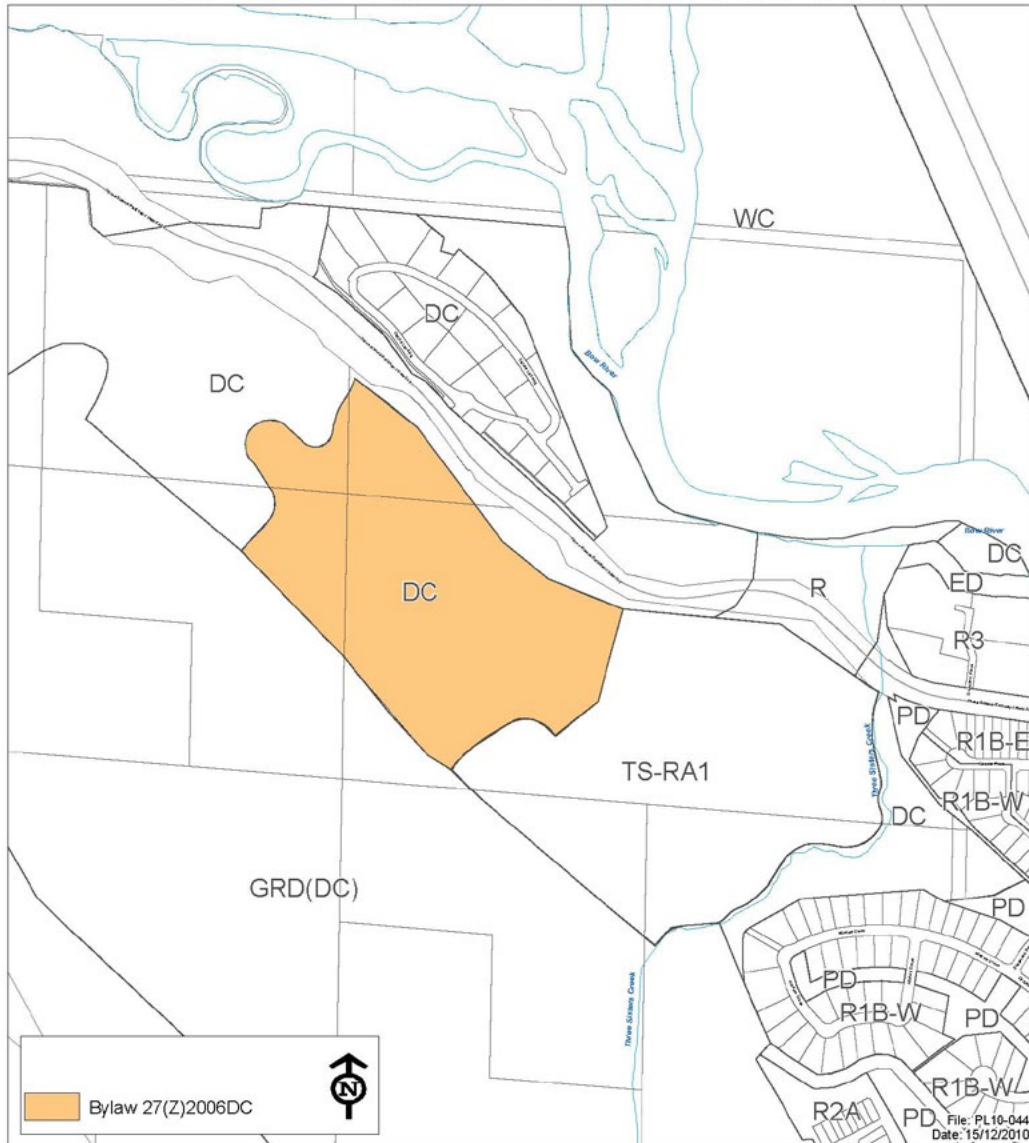 WC
DC
Bow River
DC
Bow River
DC
DC
ED
R
R3
PD
R1B-E
Three Sisters Creek
TS-RA1
R1B-W
DC
GRD(DC)
PD
PD
R1B-W
PD
Three Sisters Creek
R1B-W
R2A
PD
N
Bylaw 27(Z)2006DC
File: PL10-044
Date: 15/12/2010